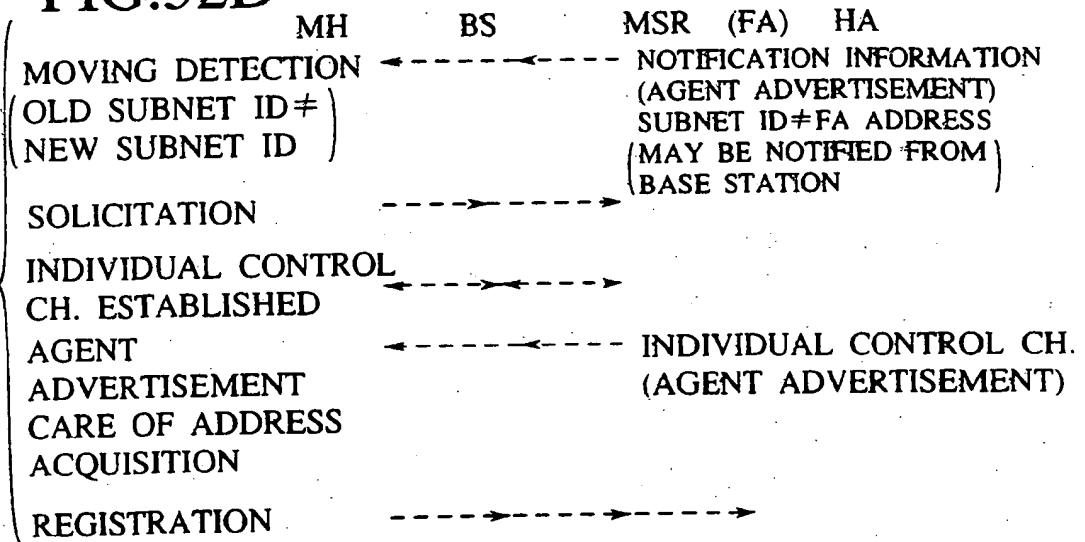 FIG.52D
MH BS MSR (FA) HA
MOVING DETECTION NOTIFICATION INFORMATION
(OLD SUBNET ID≠ (AGENT ADVERTISEMENT)
NEW SUBNET ID) SUBNET ID≠FA ADDRESS
(MAY BE NOTIFIED FROM
BASE STATION)
SOLICITATION
INDIVIDUAL CONTROL
CH. ESTABLISHED
AGENT INDIVIDUAL CONTROL CH.
ADVERTISEMENT (AGENT ADVERTISEMENT)
CARE OF ADDRESS
ACQUISITION
REGISTRATION